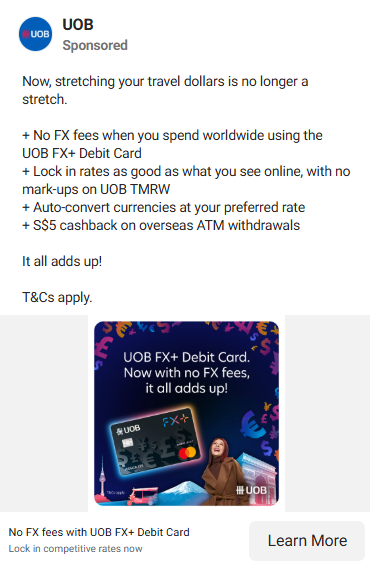 UOB
UOB
Sponsored
Now, stretching your travel dollars is no longer a
stretch.
+ No FX fees when you spend worldwide using the
UOB FX+ Debit Card
+ Lock in rates as good as what you see online, with no
mark-ups on UOB TMRW
+ Auto-convert currencies at your preferred rate
+ S$5 cashback on overseas ATM withdrawals
It all adds up!
T&Cs apply.
UOB FX+ Debit Card.
Now with no FX fees,
it all adds up!
UOB
FX+
T&Cs apply
UOB
No FX fees with UOB FX+ Debit Card
Lock in competitive rates now
Learn More